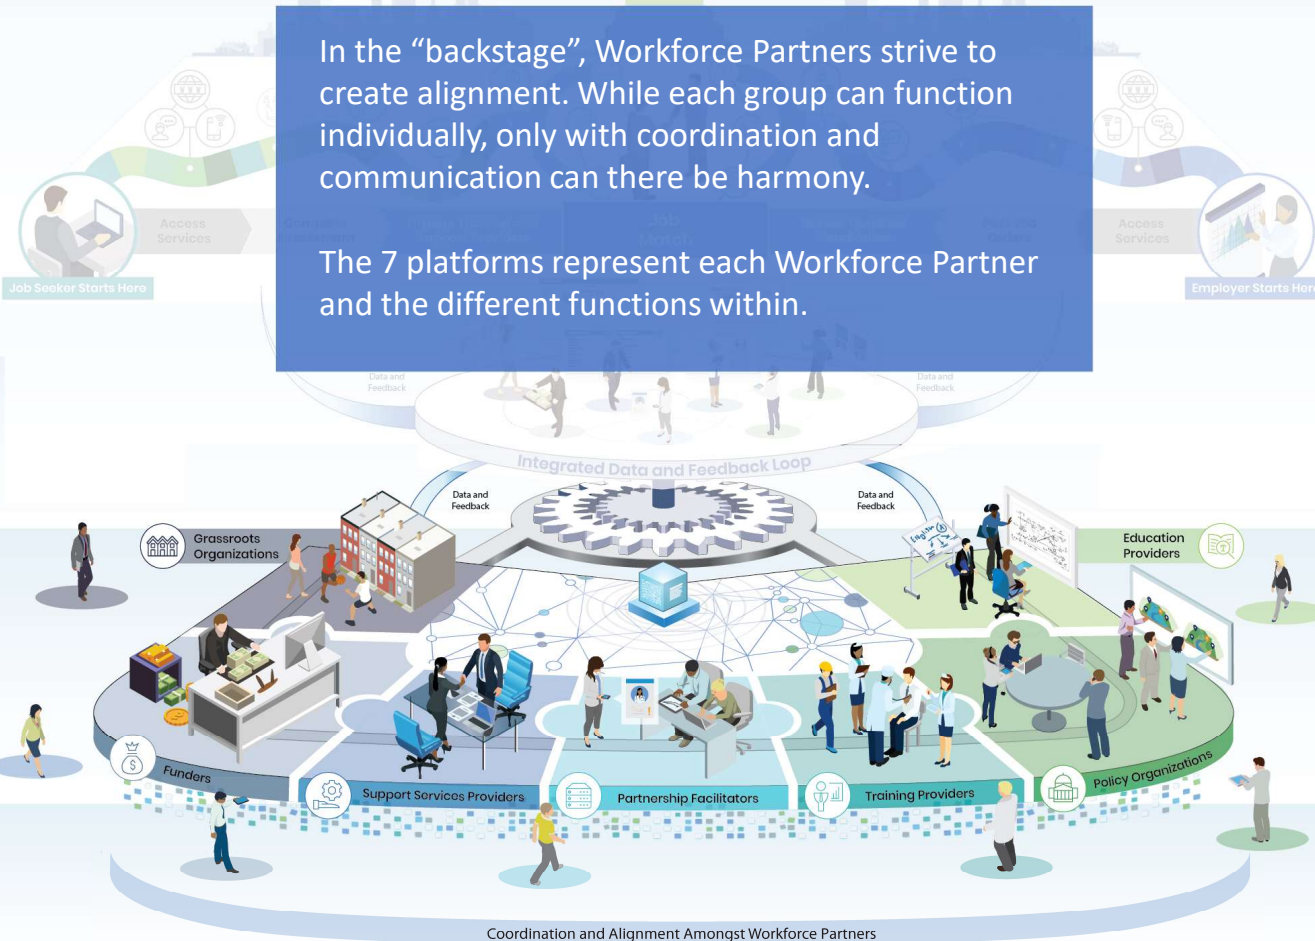 In the “backstage”, Workforce Partners strive to
create alignment. While each group can function
individually, only with coordination and
communication can there be harmony.
The 7 platforms represent each Workforce Partner
and the different functions within.
Access
Services
Job
Match
Access
Services
Job Seeker Starts Here
Employer Starts Here
Data and
Feedback
Data and
Feedback
Integrated Data and Feedback Loop
Data and
Feedback
Data and
Feedback
Grassroots
Organizations
English
Education
Providers
Funders
Support Services Providers
Partnership Facilitators
Training Providers
Policy Organizations
Coordination and Alignment Amongst Workforce Partners